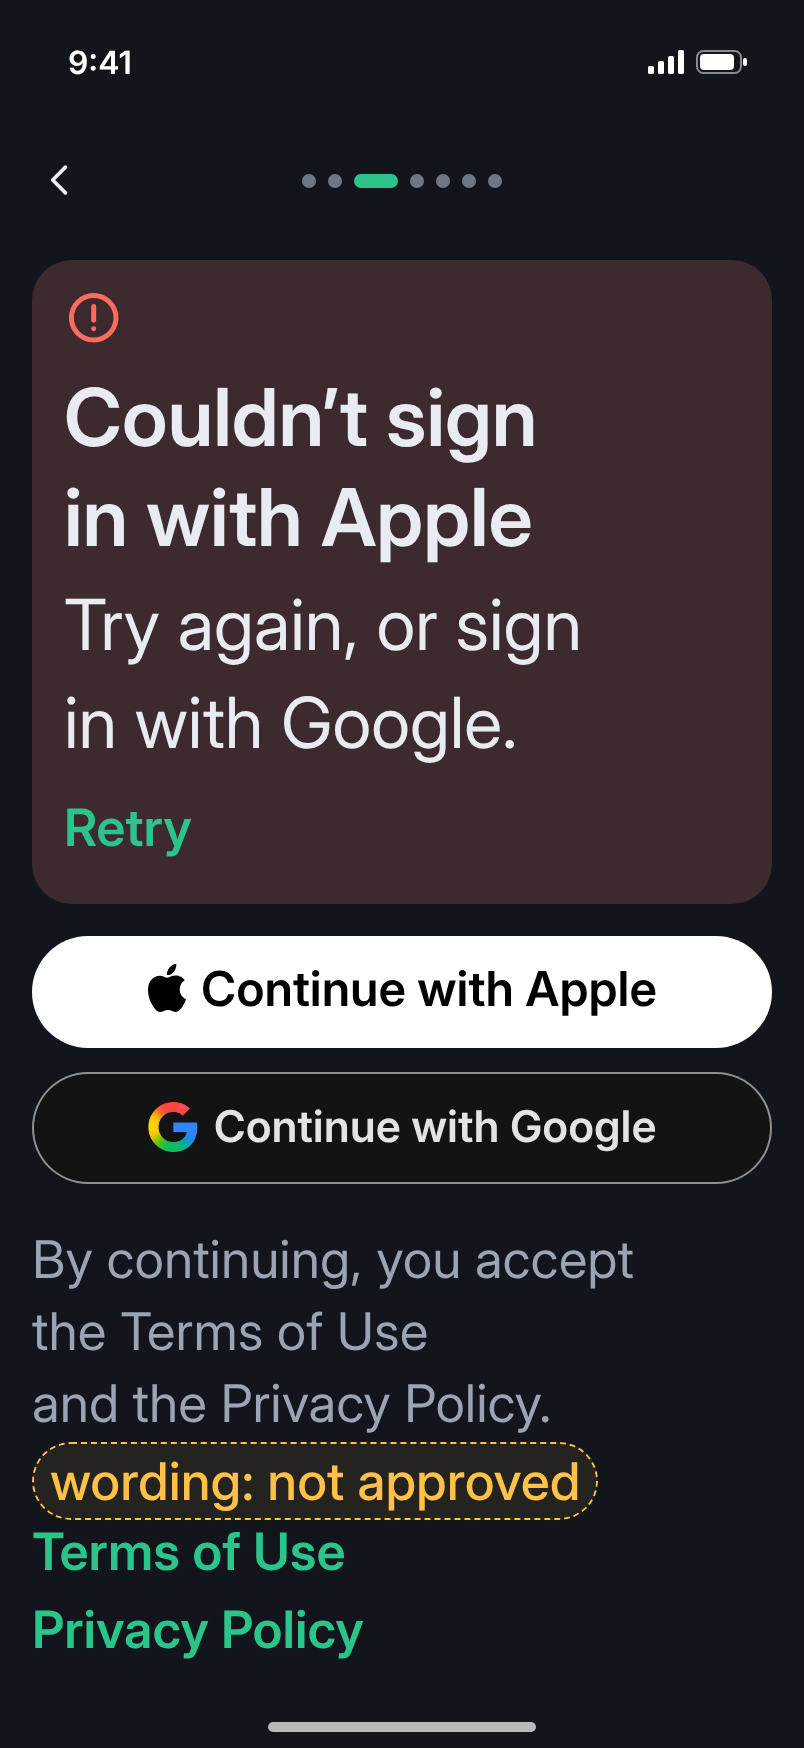 9:41
Couldn’t sign
in with Apple
Try again, or sign
in with Google.
Retry
Continue with Apple
Continue with Google
By continuing, you accept
the Terms of Use
and the Privacy Policy.
wording: not approved
Terms of Use
Privacy Policy